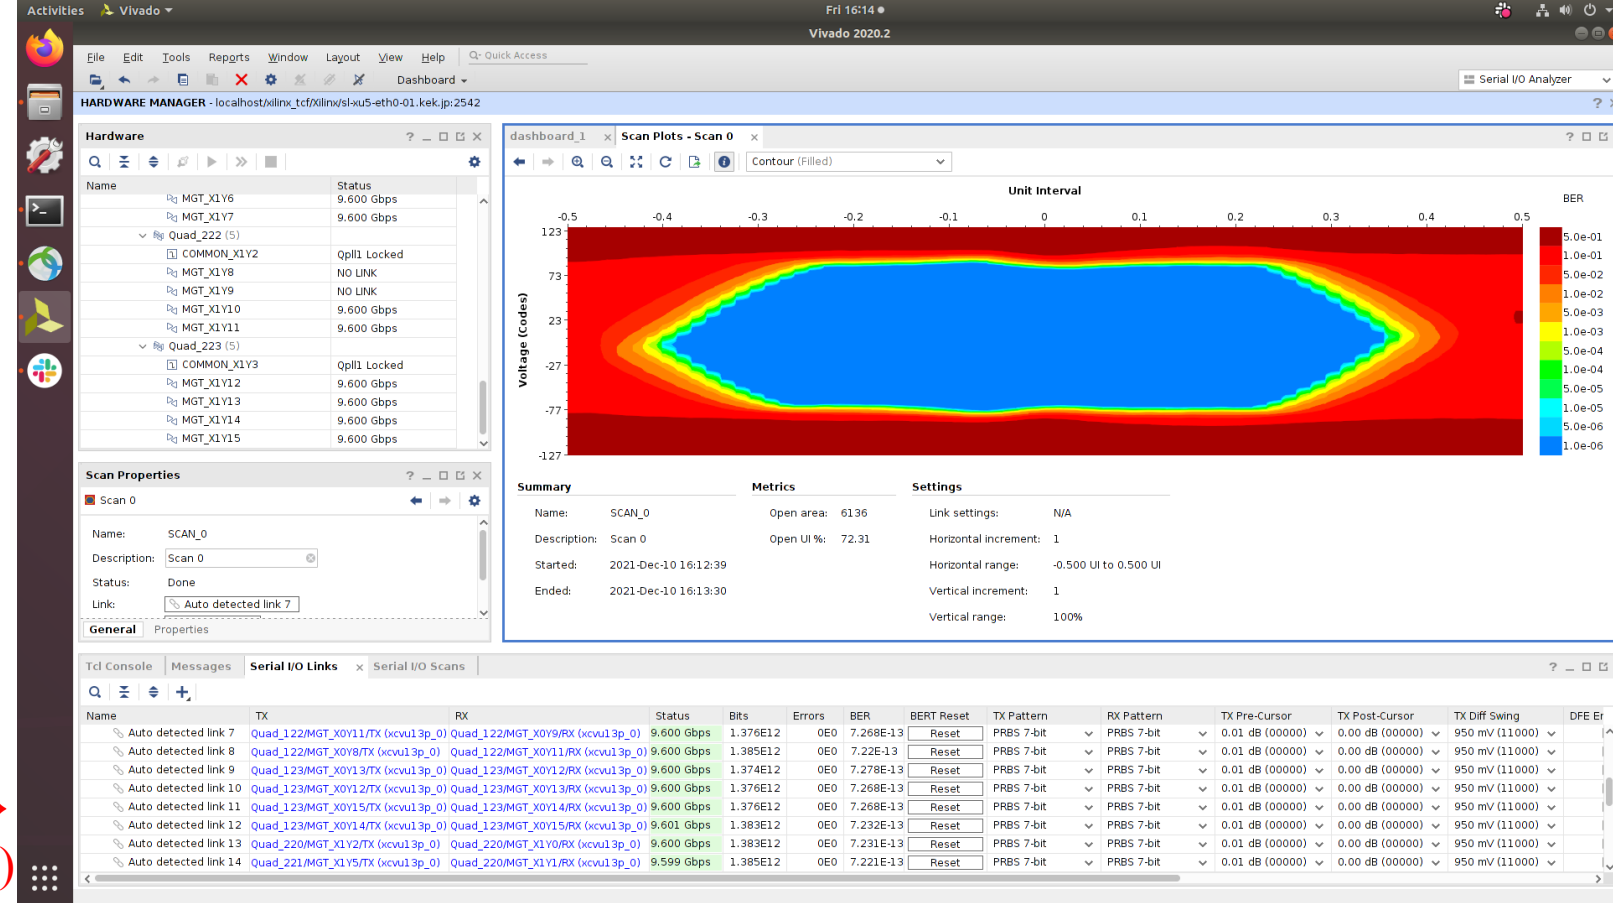 Activities Vivado Fri 16:14
Vivado 2020.2
File Edit Tools Reports Window Layout View Help Quick Access
Dashboard Serial I/O Analyzer
HARDWARE MANAGER - localhost/xilinx_tcf/Xilinx/sl-xu5-eth0-01.kek.jp:2542 ?
Hardware ?
Name Status
MGT_X1Y6 9.600 Gbps
MGT_X1Y7 9.600 Gbps
Quad_222 (5)
COMMON_X1Y2 Qpll1 Locked
MGT_X1Y8 NO LINK
MGT_X1Y9 NO LINK
MGT_X1Y10 9.600 Gbps
MGT_X1Y11 9.600 Gbps
Quad_223 (5)
COMMON_X1Y3 Qpll1 Locked
MGT_X1Y12 9.600 Gbps
MGT_X1Y13 9.600 Gbps
MGT_X1Y14 9.600 Gbps
MGT_X1Y15 9.600 Gbps
Scan Properties ?
Scan 0
Name: SCAN_0
Description: Scan 0
Status: Done
Link: Auto detected link 7
General Properties
dashboard_1 Scan Plots - Scan 0 ?
Contour (Filled)
Unit Interval
-0.5 -0.4 -0.3 -0.2 -0.1 0 0.1 0.2 0.3 0.4 0.5
Voltage (Codes)
123
73
23
-27
-77
-127
BER
5.0e-01
1.0e-01
5.0e-02
1.0e-02
5.0e-03
1.0e-03
5.0e-04
1.0e-04
5.0e-05
1.0e-05
5.0e-06
1.0e-06
Summary
Name: SCAN_0
Description: Scan 0
Started: 2021-Dec-10 16:12:39
Ended: 2021-Dec-10 16:13:30
Metrics
Open area: 6136
Open UI %: 72.31
Settings
Link settings: N/A
Horizontal increment: 1
Horizontal range: -0.500 UI to 0.500 UI
Vertical increment: 1
Vertical range: 100%
Tcl Console Messages Serial I/O Links Serial I/O Scans ?
Name TX RX Status Bits Errors BER BERT Reset TX Pattern RX Pattern TX Pre-Cursor TX Post-Cursor TX Diff Swing DFE Er
Auto detected link 7 Quad_122/MGT_X0Y11/TX (xcvu13p_0) Quad_122/MGT_X0Y9/RX (xcvu13p_0) 9.600 Gbps 1.376E12 0E0 7.268E-13 Reset PRBS 7-bit PRBS 7-bit 0.01 dB (00000) 0.00 dB (00000) 950 mV (11000)
Auto detected link 8 Quad_122/MGT_X0Y8/TX (xcvu13p_0) Quad_122/MGT_X0Y11/RX (xcvu13p_0) 9.600 Gbps 1.385E12 0E0 7.22E-13 Reset PRBS 7-bit PRBS 7-bit 0.01 dB (00000) 0.00 dB (00000) 950 mV (11000)
Auto detected link 9 Quad_123/MGT_X0Y13/TX (xcvu13p_0) Quad_123/MGT_X0Y12/RX (xcvu13p_0) 9.600 Gbps 1.374E12 0E0 7.278E-13 Reset PRBS 7-bit PRBS 7-bit 0.01 dB (00000) 0.00 dB (00000) 950 mV (11000)
Auto detected link 10 Quad_123/MGT_X0Y12/TX (xcvu13p_0) Quad_123/MGT_X0Y13/RX (xcvu13p_0) 9.600 Gbps 1.376E12 0E0 7.268E-13 Reset PRBS 7-bit PRBS 7-bit 0.01 dB (00000) 0.00 dB (00000) 950 mV (11000)
Auto detected link 11 Quad_123/MGT_X0Y15/TX (xcvu13p_0) Quad_123/MGT_X0Y14/RX (xcvu13p_0) 9.600 Gbps 1.376E12 0E0 7.268E-13 Reset PRBS 7-bit PRBS 7-bit 0.01 dB (00000) 0.00 dB (00000) 950 mV (11000)
Auto detected link 12 Quad_123/MGT_X0Y14/TX (xcvu13p_0) Quad_123/MGT_X0Y15/RX (xcvu13p_0) 9.601 Gbps 1.383E12 0E0 7.232E-13 Reset PRBS 7-bit PRBS 7-bit 0.01 dB (00000) 0.00 dB (00000) 950 mV (11000)
Auto detected link 13 Quad_220/MGT_X1Y2/TX (xcvu13p_0) Quad_220/MGT_X1Y0/RX (xcvu13p_0) 9.600 Gbps 1.383E12 0E0 7.231E-13 Reset PRBS 7-bit PRBS 7-bit 0.01 dB (00000) 0.00 dB (00000) 950 mV (11000)
Auto detected link 14 Quad_221/MGT_X1Y5/TX (xcvu13p_0) Quad_220/MGT_X1Y1/RX (xcvu13p_0) 9.599 Gbps 1.385E12 0E0 7.221E-13 Reset PRBS 7-bit PRBS 7-bit 0.01 dB (00000) 0.00 dB (00000) 950 mV (11000)